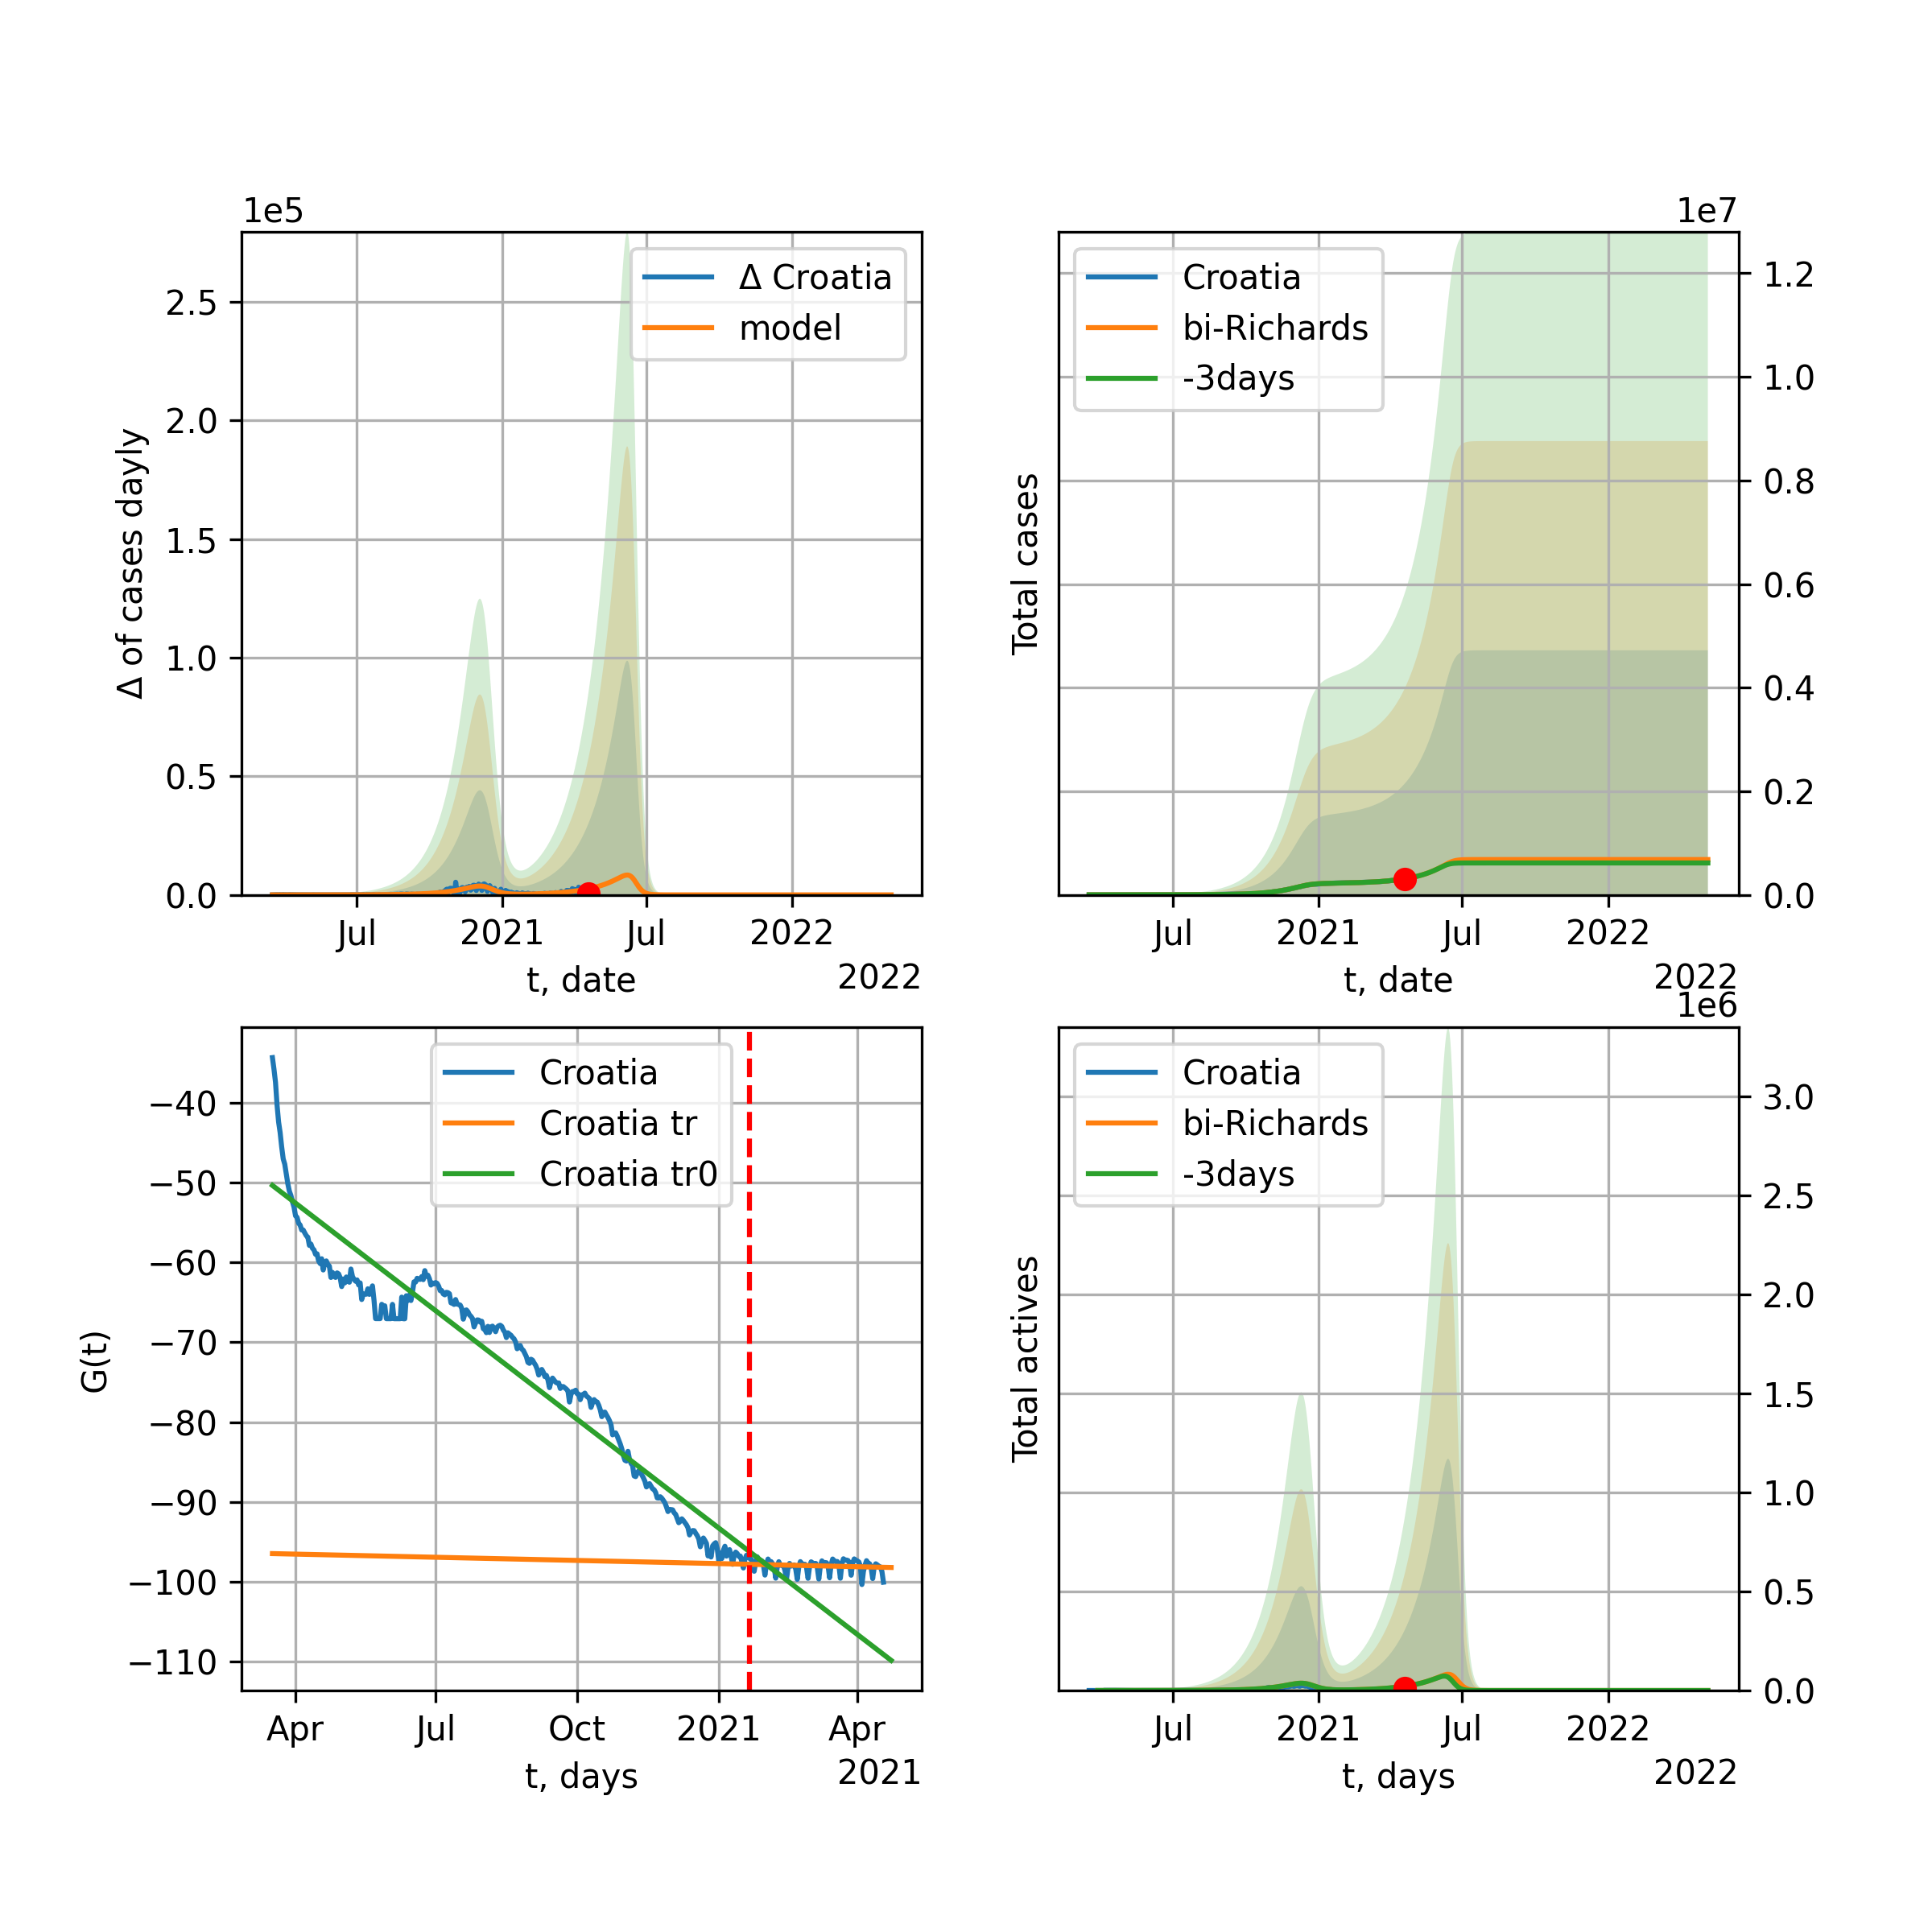 1e5
Δ Croatia
model
2.5
2.0
1.5
1.0
0.5
0.0
Δ of cases dayly
Jul
2021
Jul
2022
t, date
2022
1e7
Croatia
bi-Richards
-3days
1.2
1.0
0.8
0.6
0.4
0.2
0.0
Total cases
Jul
2021
Jul
2022
t, date
2022
Croatia
Croatia tr
Croatia tr0
−40
−50
−60
−70
−80
−90
−100
−110
G(t)
Apr
Jul
Oct
2021
Apr
t, days
2021
1e6
Croatia
bi-Richards
-3days
3.0
2.5
2.0
1.5
1.0
0.5
0.0
Total actives
Jul
2021
Jul
2022
t, days
2022